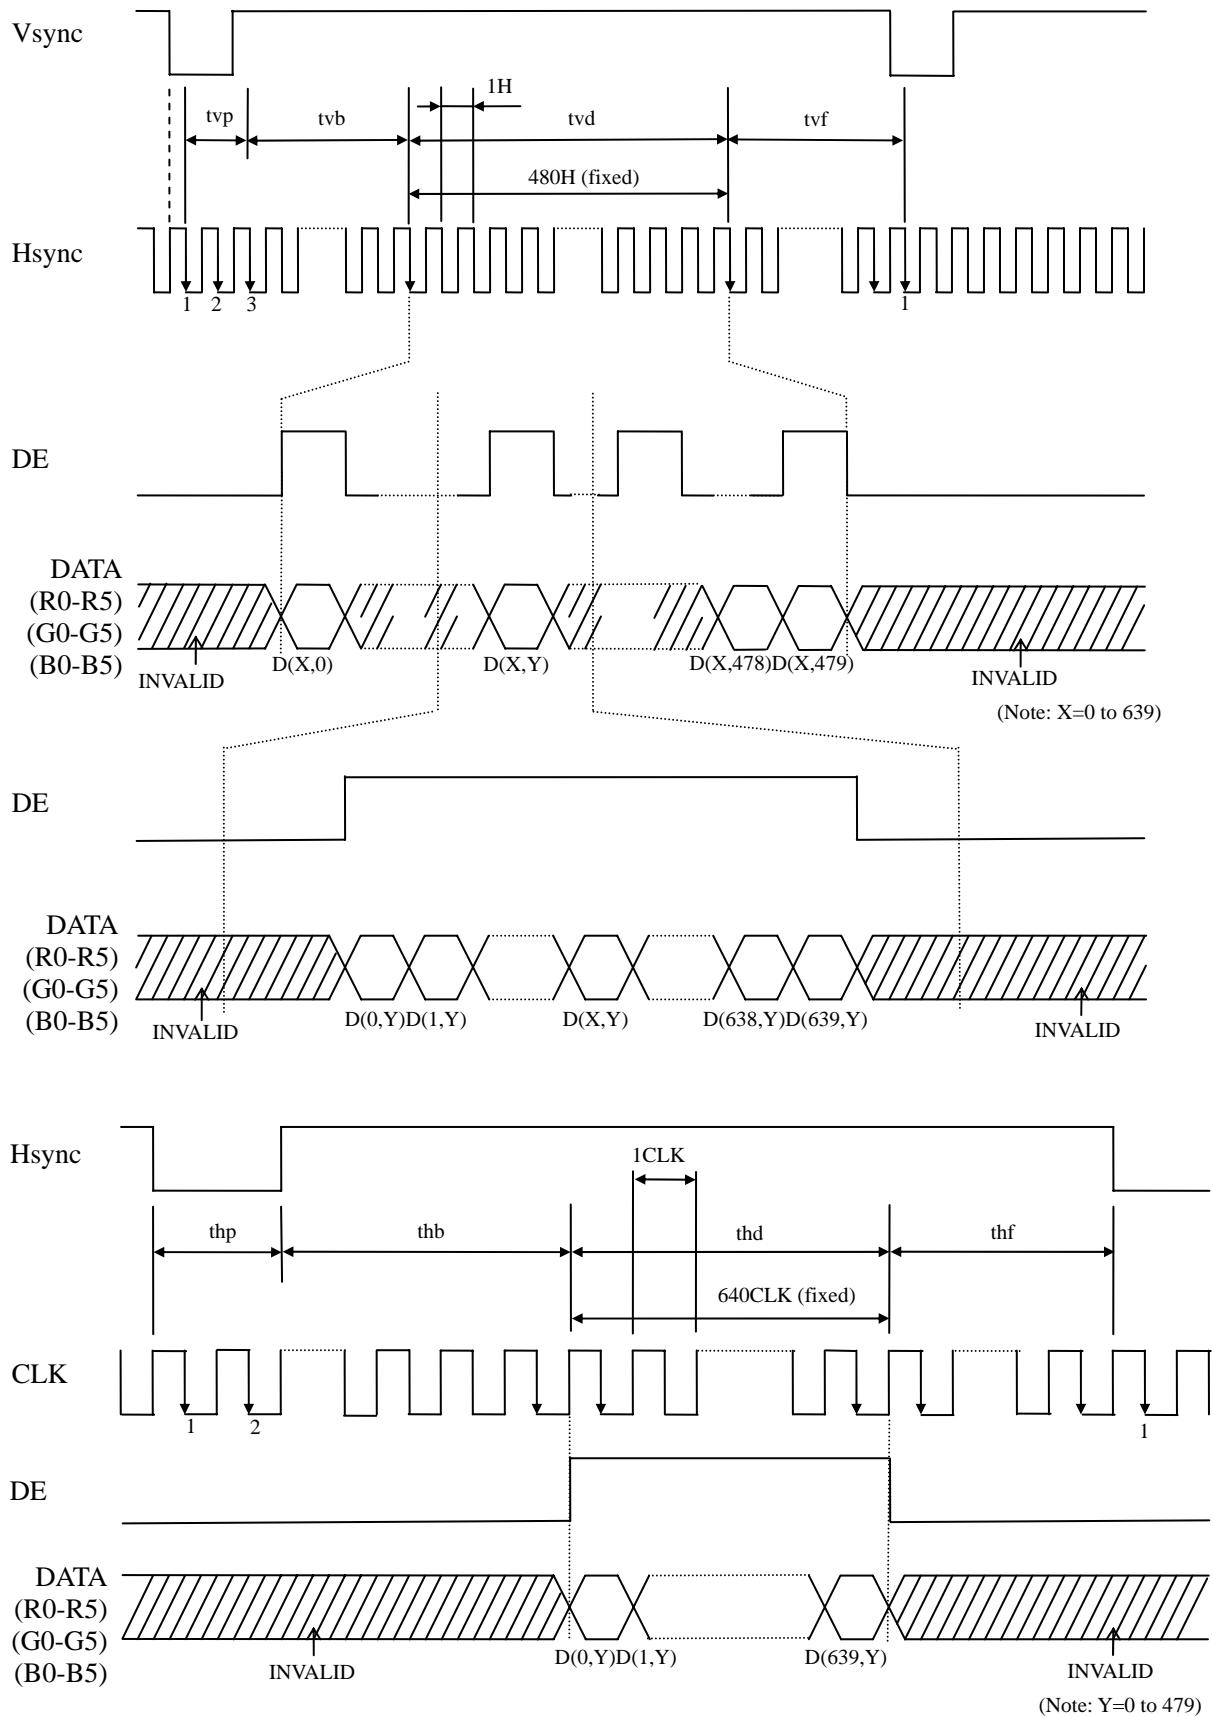 Vsync
1H
tvp
tvb
tvd
tvf
480H (fixed)
Hsync
1 2 3 1
DE
DATA
(R0-R5)
(G0-G5)
(B0-B5)
INVALID
D(X,0)
D(X,Y)
D(X,478)D(X,479)
INVALID
(Note: X=0 to 639)
DE
DATA
(R0-R5)
(G0-G5)
(B0-B5)
INVALID
D(0,Y)D(1,Y)
D(X,Y)
D(638,Y)D(639,Y)
INVALID
Hsync
1CLK
thp
thb
thd
thf
640CLK (fixed)
CLK
1 2 1
DE
DATA
(R0-R5)
(G0-G5)
(B0-B5)
INVALID
D(0,Y)D(1,Y)
D(639,Y)
INVALID
(Note: Y=0 to 479)